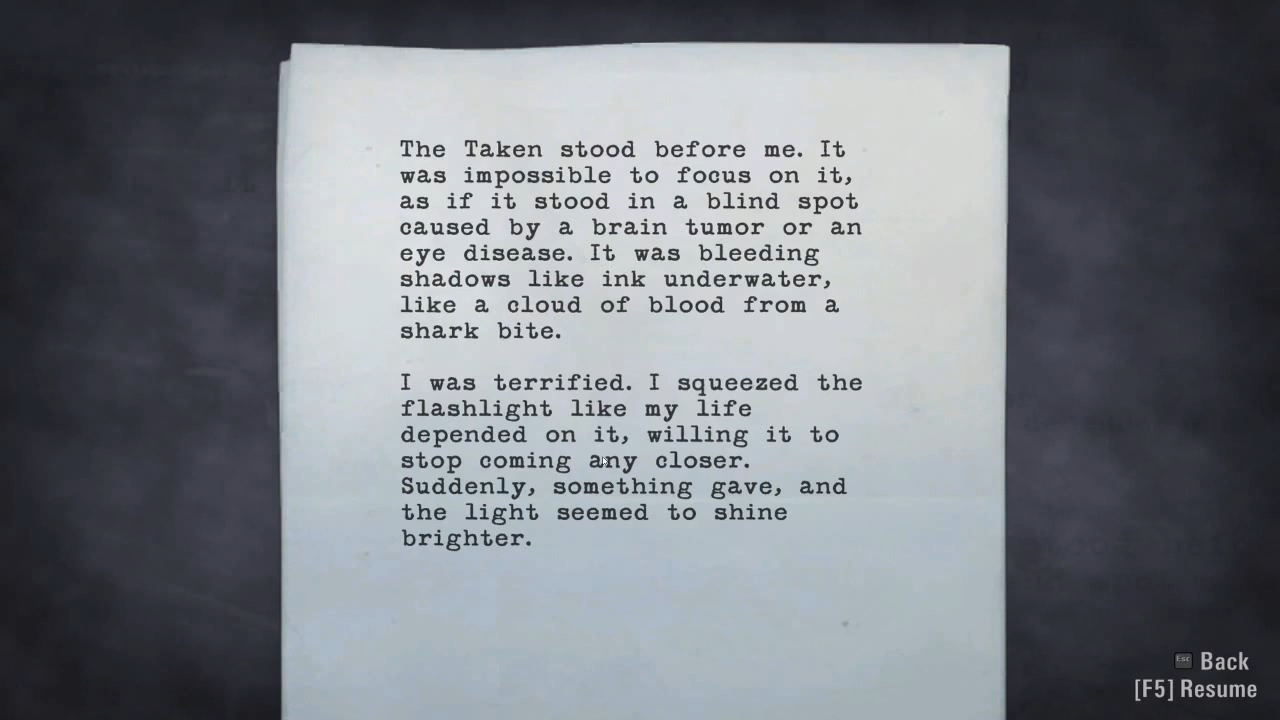 The Taken stood before me. It
was impossible to focus on it,
as if it stood in a blind spot
caused by a brain tumor or an
eye disease. It was bleeding
shadows like ink underwater,
like a cloud of blood from a
shark bite.
I was terrified. I squeezed the
flashlight like my life
depended on it, willing it to
stop coming any closer.
Suddenly, something gave, and
the light seemed to shine
brighter.
Esc Back
[F5] Resume